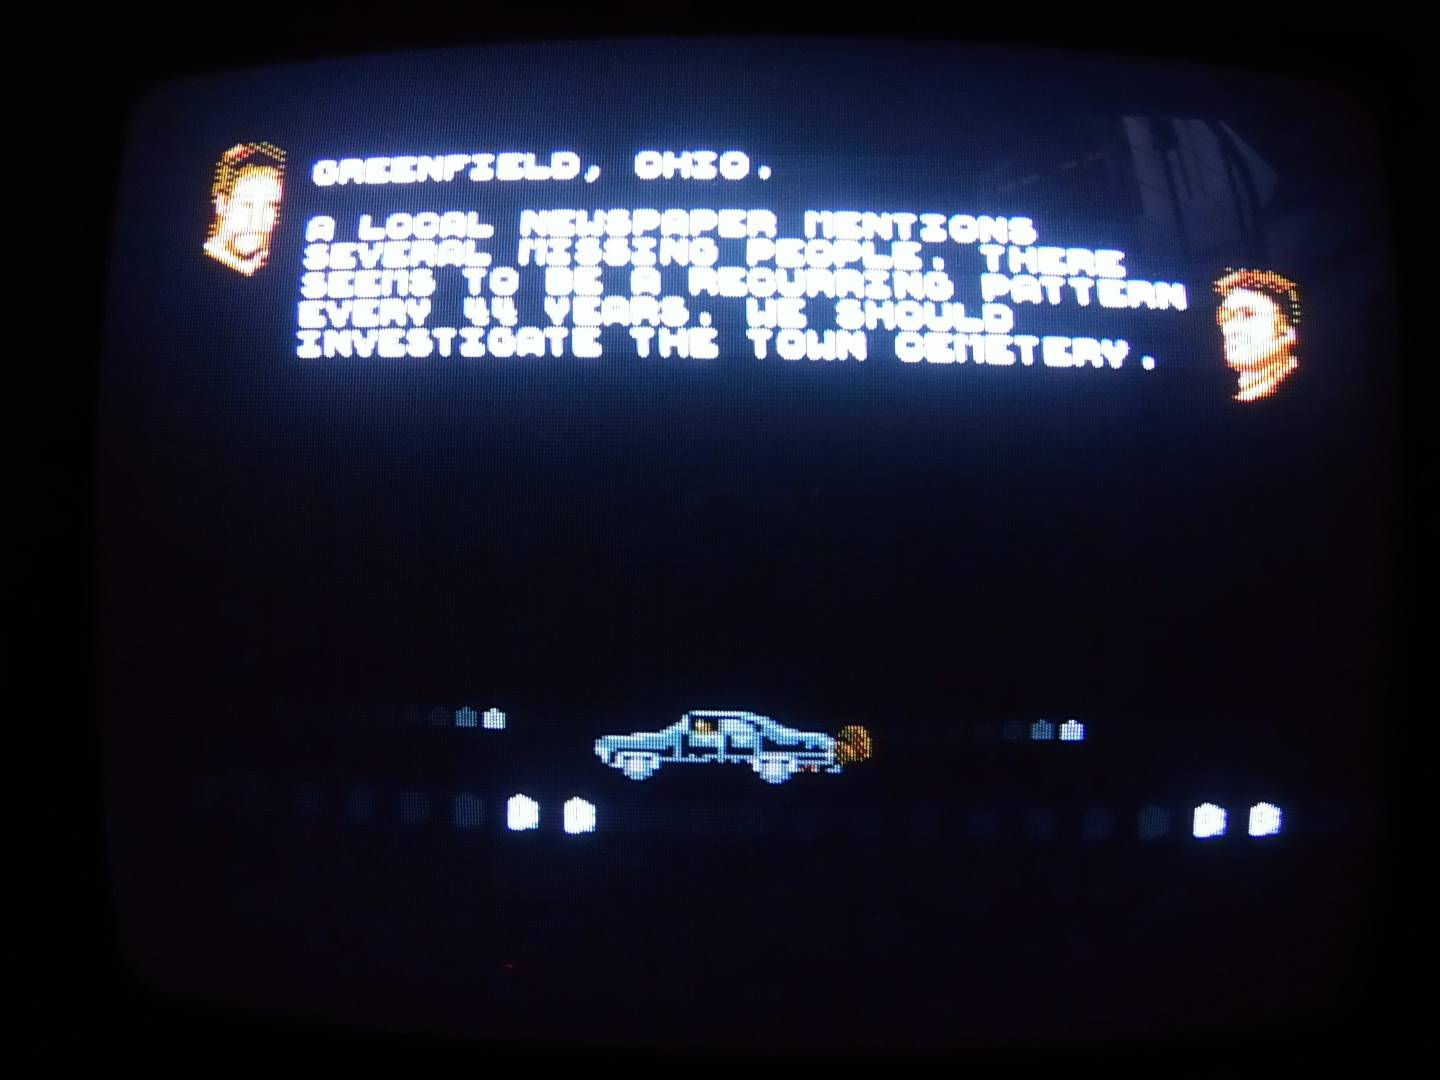 GREENFIELD, OHIO.
A LOCAL NEWSPAPER MENTIONS
SEVERAL MISSING PEOPLE. THERE
SEEMS TO BE A RECURRING PATTERN
EVERY 44 YEARS. WE SHOULD
INVESTIGATE THE TOWN CEMETERY.